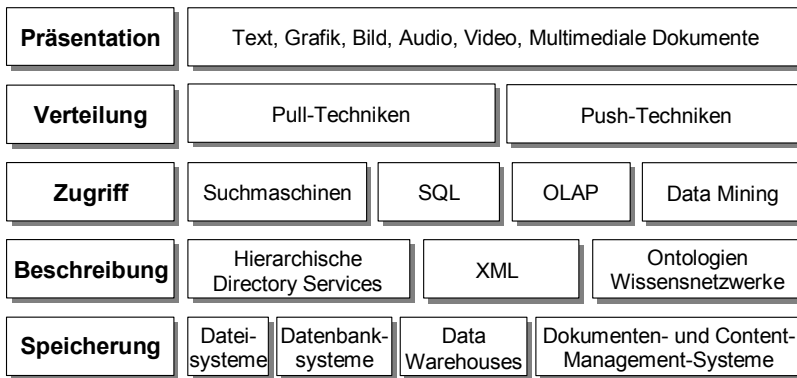 Präsentation
Text, Grafik, Bild, Audio, Video, Multimediale Dokumente
Verteilung
Pull-Techniken
Push-Techniken
Zugriff
Suchmaschinen
SQL
OLAP
Data Mining
Beschreibung
Hierarchische
Directory Services
XML
Ontologien
Wissensnetzwerke
Speicherung
Datei-
systeme
Datenbank-
systeme
Data
Warehouses
Dokumenten- und Content-
Management-Systeme